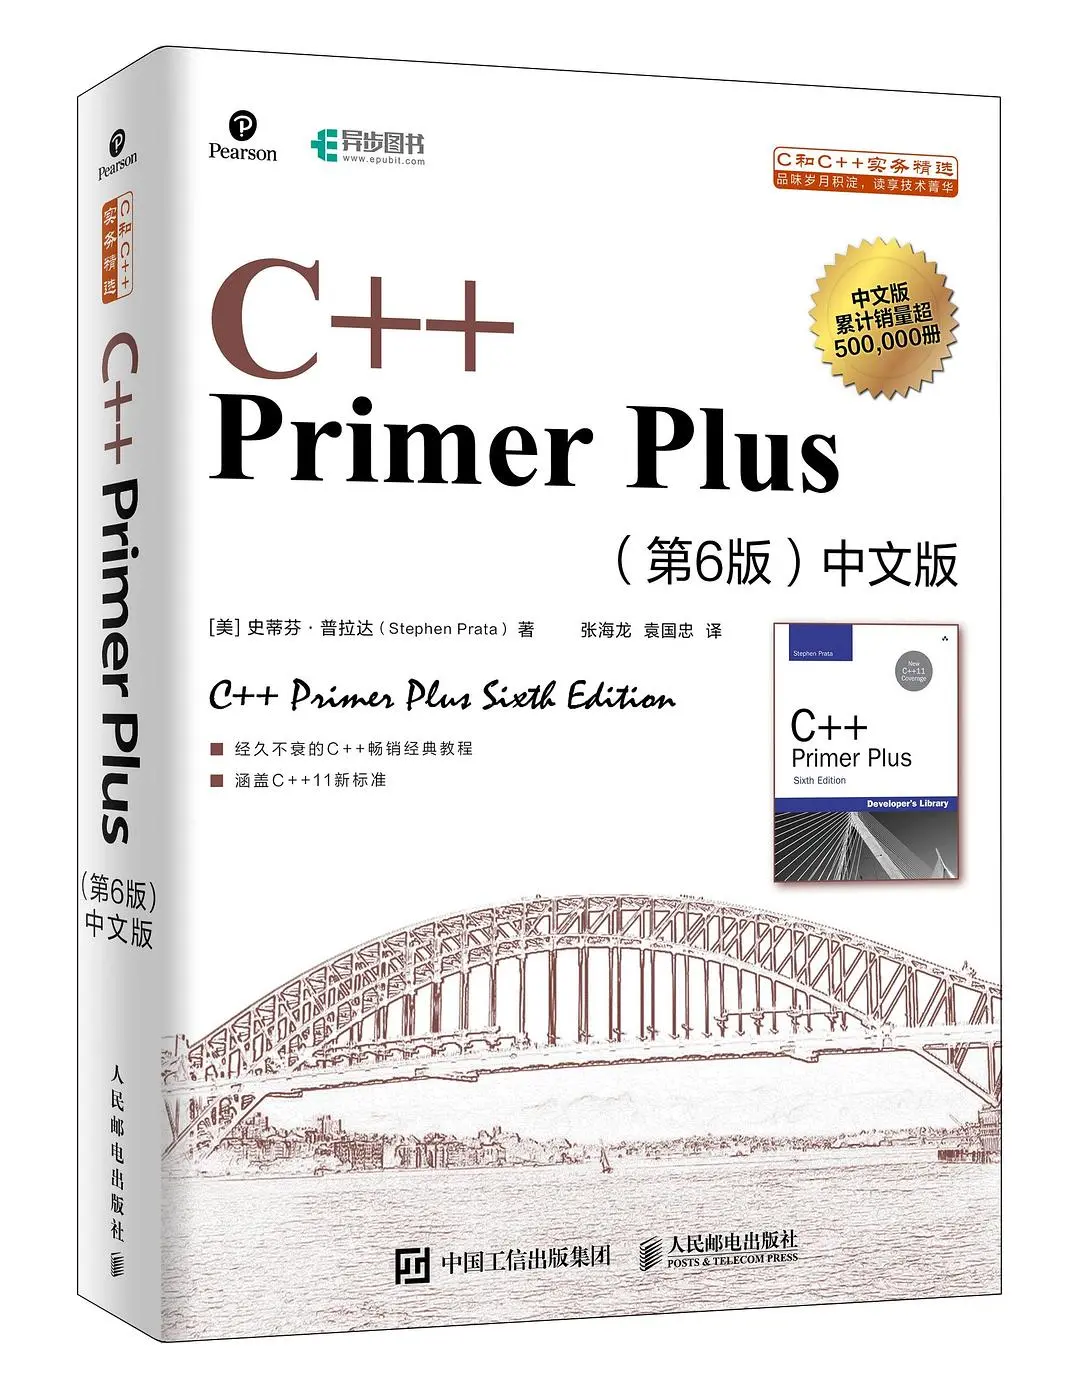 Pearson
异步图书
www.epubit.com
C和C++实务精选
品味岁月积淀，读享技术菁华
C++
Primer Plus
中文版
累计销量超
500,000册
（第6版）中文版
[美] 史蒂芬·普拉达（Stephen Prata）著 张海龙 袁国忠 译
C++ Primer Plus Sixth Edition
■ 经久不衰的C++畅销经典教程
■ 涵盖C++11新标准
Stephen Prata
New
C++11
Coverage
C++
Primer Plus
Sixth Edition
Developer's Library
中国工信出版集团
人民邮电出版社
POSTS & TELECOM PRESS
Pearson
C和C++
实务精选
C++ Primer Plus
（第6版）
中文版
人民邮电出版社